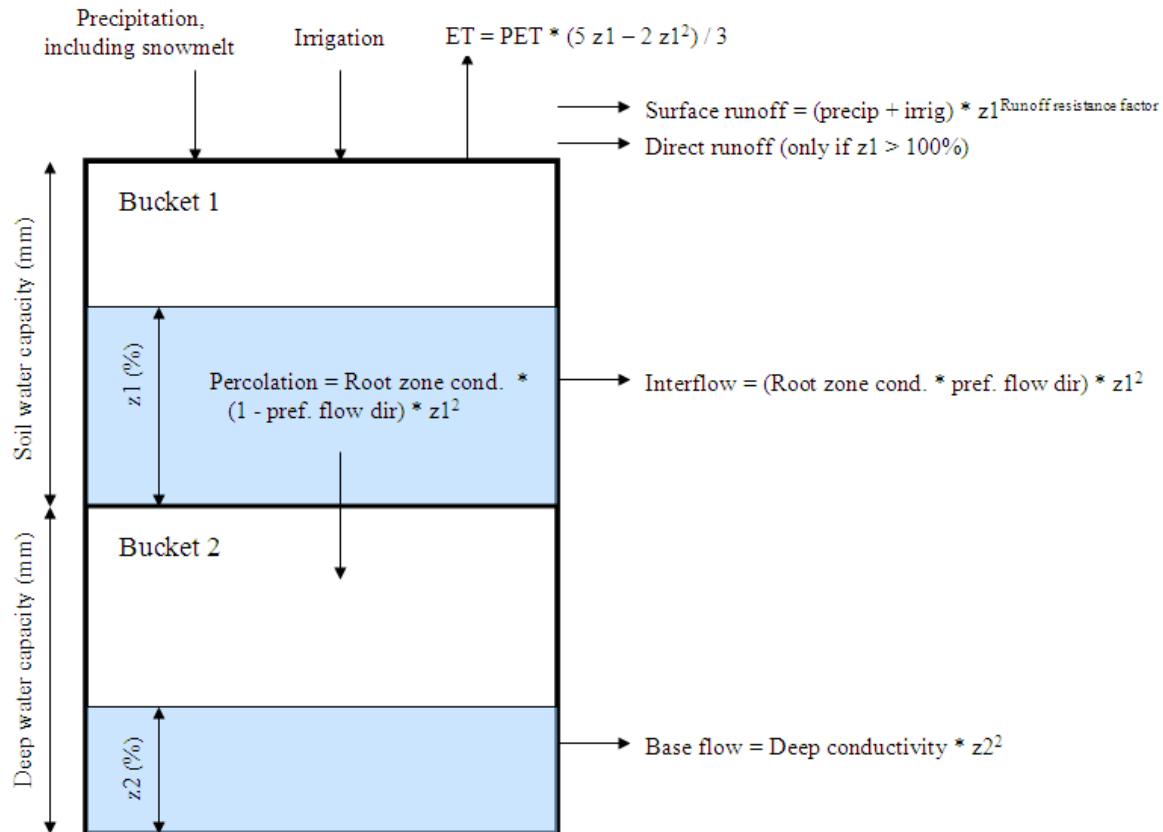 Precipitation,
including snowmelt
Irrigation
ET = PET * (5 z1 – 2 z1²) / 3
Surface runoff = (precip + irrig) * z1^Runoff resistance factor
Direct runoff (only if z1 > 100%)
Soil water capacity (mm)
Bucket 1
z1 (%)
Percolation = Root zone cond. *
(1 - pref. flow dir) * z1²
Interflow = (Root zone cond. * pref. flow dir) * z1²
Deep water capacity (mm)
Bucket 2
z2 (%)
Base flow = Deep conductivity * z2²